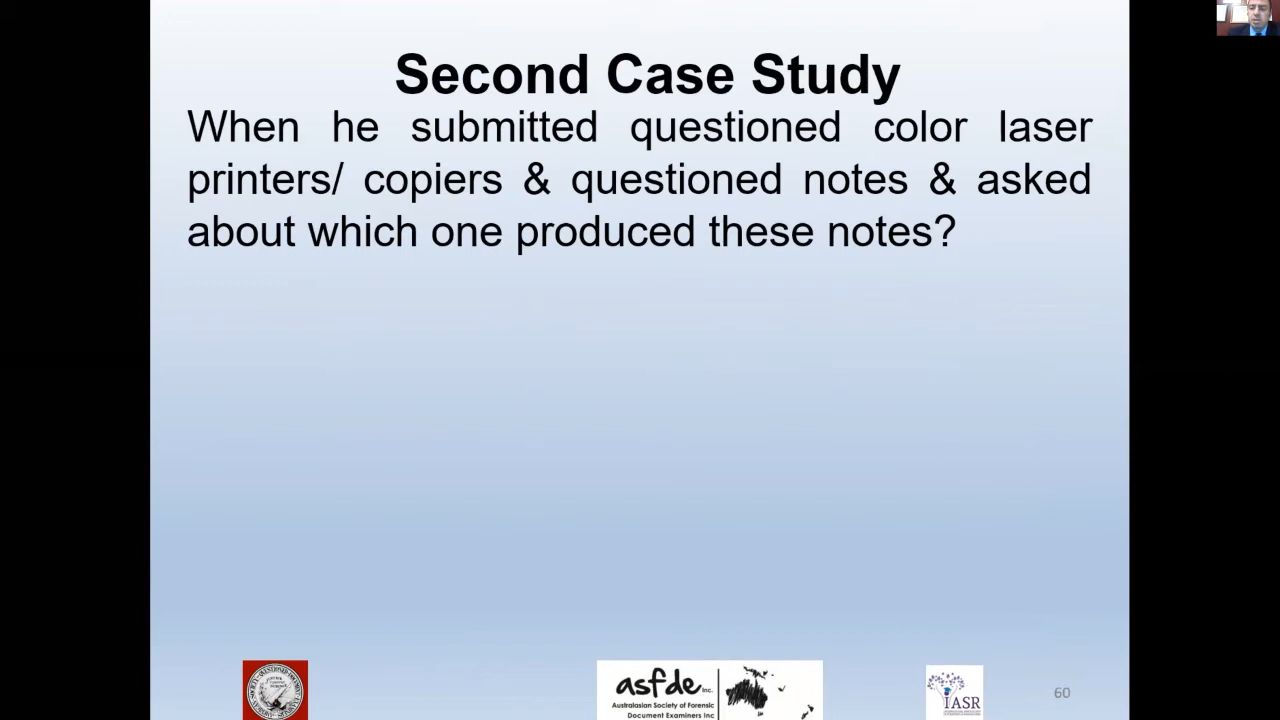 Second Case Study
When he submitted questioned color laser
printers/ copiers & questioned notes & asked
about which one produced these notes?
asfde Inc.
Australasian Society of Forensic
Document Examiners Inc
IASR
60